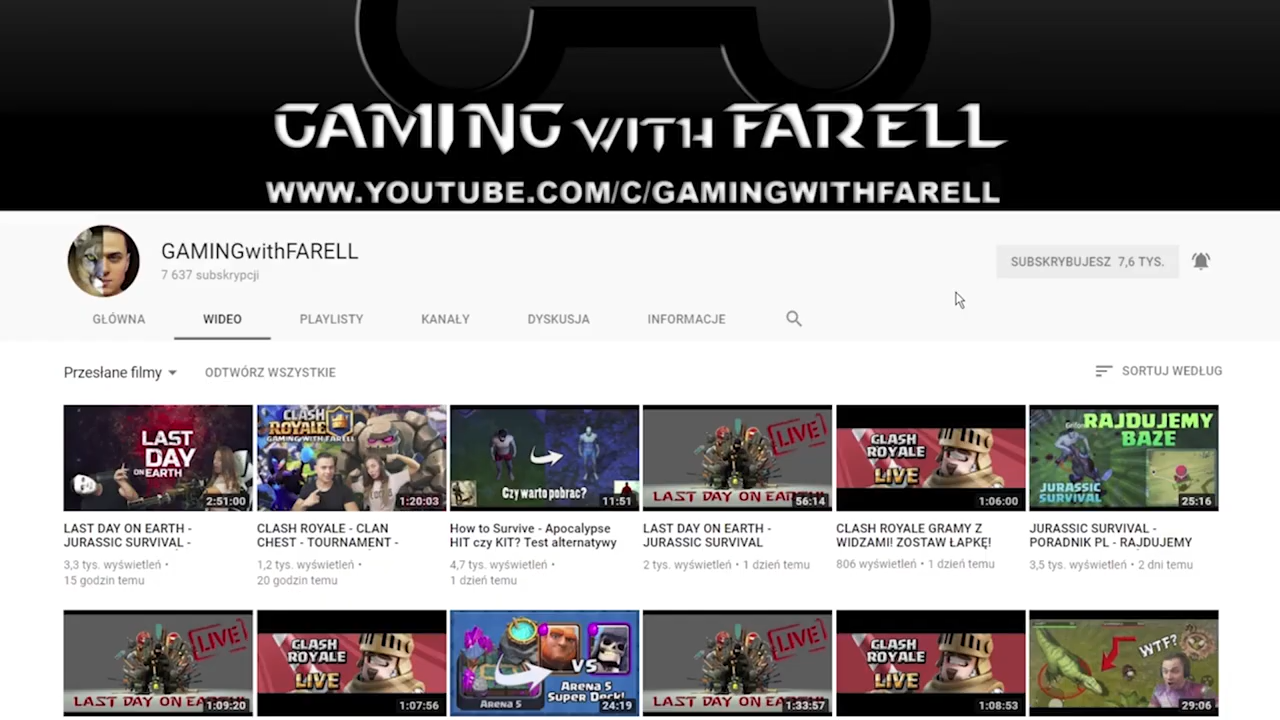 GAMING WITH FARELL
WWW.YOUTUBE.COM/C/GAMINGWITHFARELL
GAMINGwithFARELL
7 637 subskrypcji
SUBSKRYBUJESZ 7,6 TYS.
GŁÓWNA WIDEO PLAYLISTY KANAŁY DYSKUSJA INFORMACJE
Przesłane filmy ODTWÓRZ WSZYSTKIE SORTUJ WEDŁUG
LAST
DAY
ON EARTH
2:51:00
CLASH
ROYALE
GAMING WITH FARELL
1:20:03
Czy warto pobrac?
11:51
LIVE
LAST DAY ON EARTH
56:14
CLASH
ROYALE
LIVE
1:06:00
RAJDUJEMY
BAZE
JURASSIC
SURVIVAL
25:16
LAST DAY ON EARTH -
JURASSIC SURVIVAL -
3,3 tys. wyświetleń •
15 godzin temu
CLASH ROYALE - CLAN
CHEST - TOURNAMENT -
1,2 tys. wyświetleń •
20 godzin temu
How to Survive - Apocalypse
HIT czy KIT? Test alternatywy
4,7 tys. wyświetleń •
1 dzień temu
LAST DAY ON EARTH -
JURASSIC SURVIVAL
2 tys. wyświetleń • 1 dzień temu
CLASH ROYALE GRAMY Z
WIDZAMI! ZOSTAW ŁAPKĘ!
806 wyświetleń • 1 dzień temu
JURASSIC SURVIVAL -
PORADNIK PL - RAJDUJEMY
3,5 tys. wyświetleń • 2 dni temu
LIVE
LAST DAY ON EARTH
1:09:20
CLASH
ROYALE
LIVE
1:07:56
VS
Arena 5
Arena 5
Super Deck!
24:19
LIVE
LAST DAY ON EARTH
1:33:57
CLASH
ROYALE
LIVE
1:08:53
WTF?
29:06